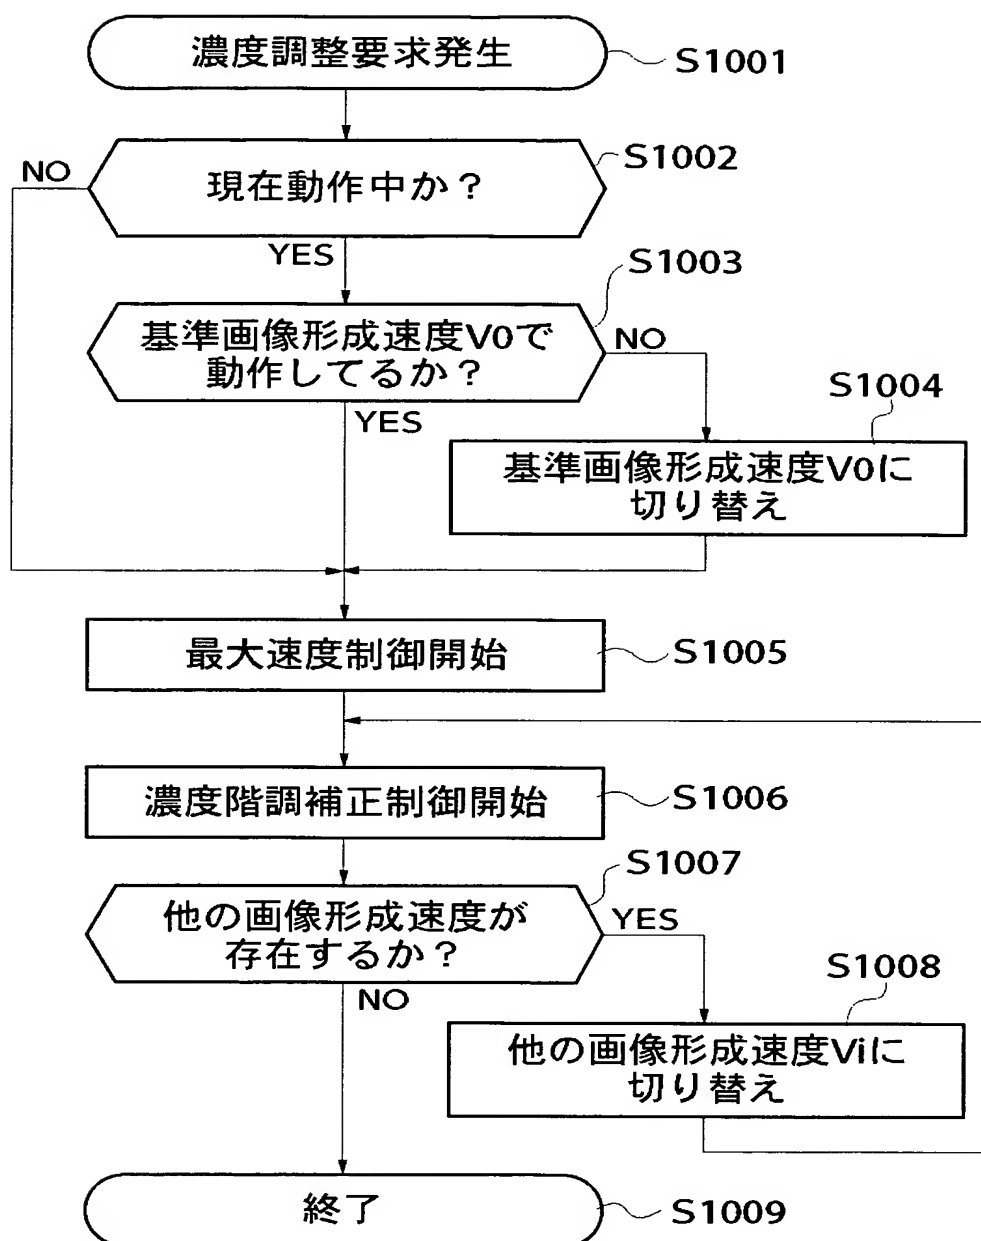 濃度調整要求発生
S1001
現在動作中か？
S1002
NO
YES
基準画像形成速度V0で
動作してるか？
S1003
NO
YES
S1004
基準画像形成速度V0に
切り替え
最大速度制御開始
S1005
濃度階調補正制御開始
S1006
S1007
他の画像形成速度が
存在するか？
YES
NO
S1008
他の画像形成速度Viに
切り替え
終了
S1009